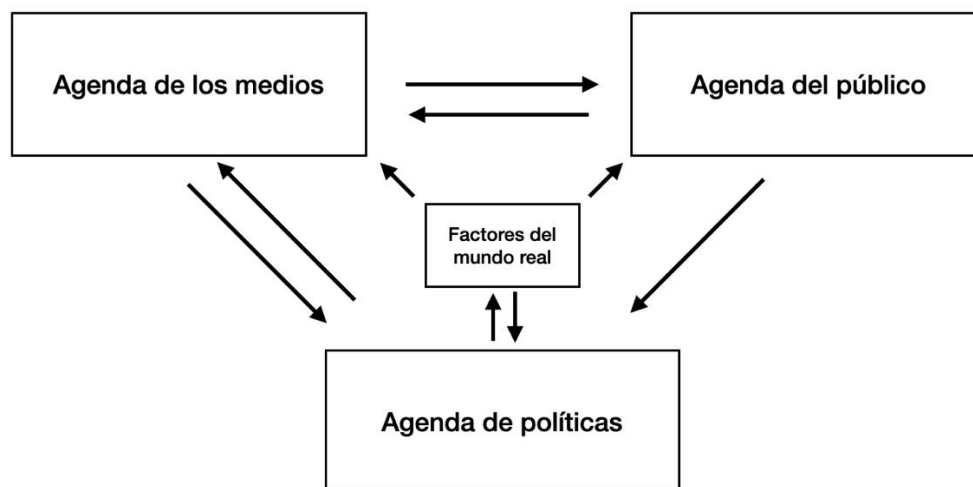 Agenda de los medios
Agenda del público
Factores del
mundo real
Agenda de políticas